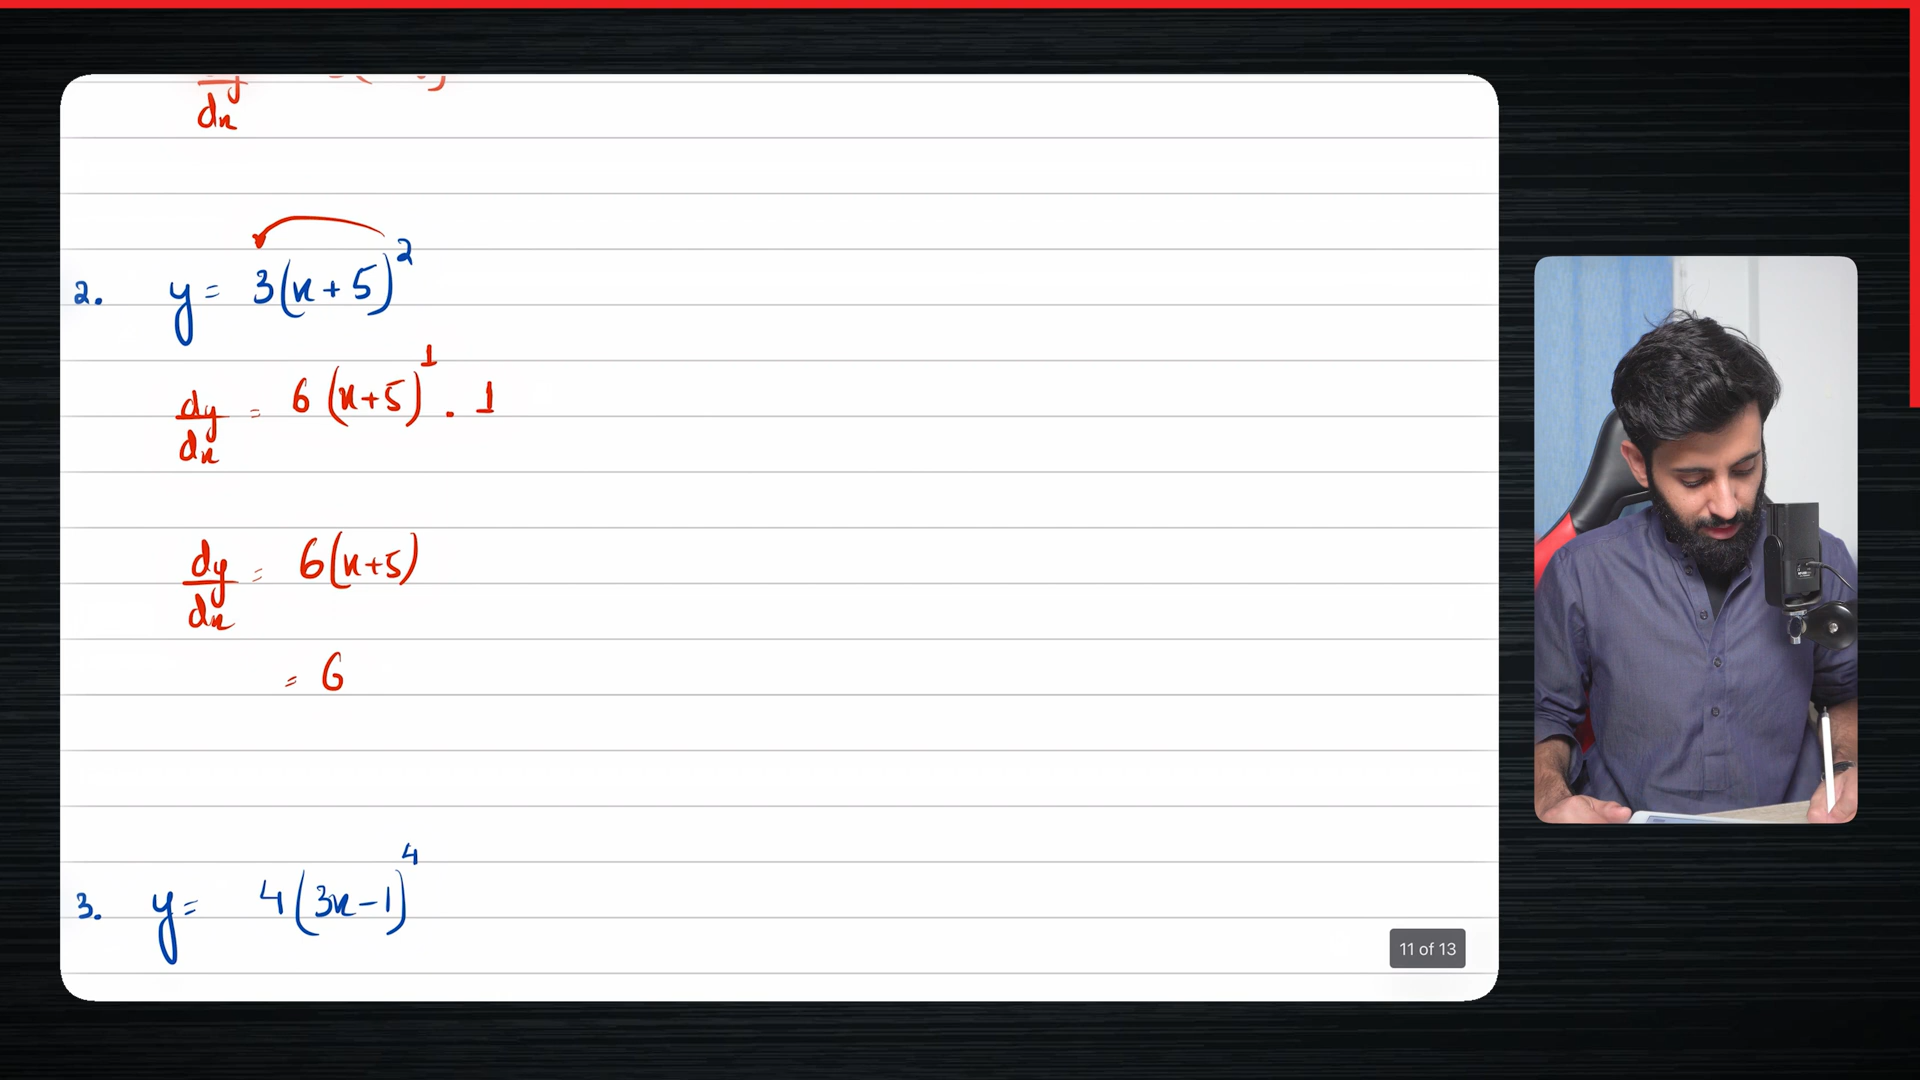 dy/dx
2. y = 3(x+5)^2
dy/dx = 6(x+5)^1 . 1
dy/dx = 6(x+5)
= 6
3. y = 4(3x-1)^4
11 of 13